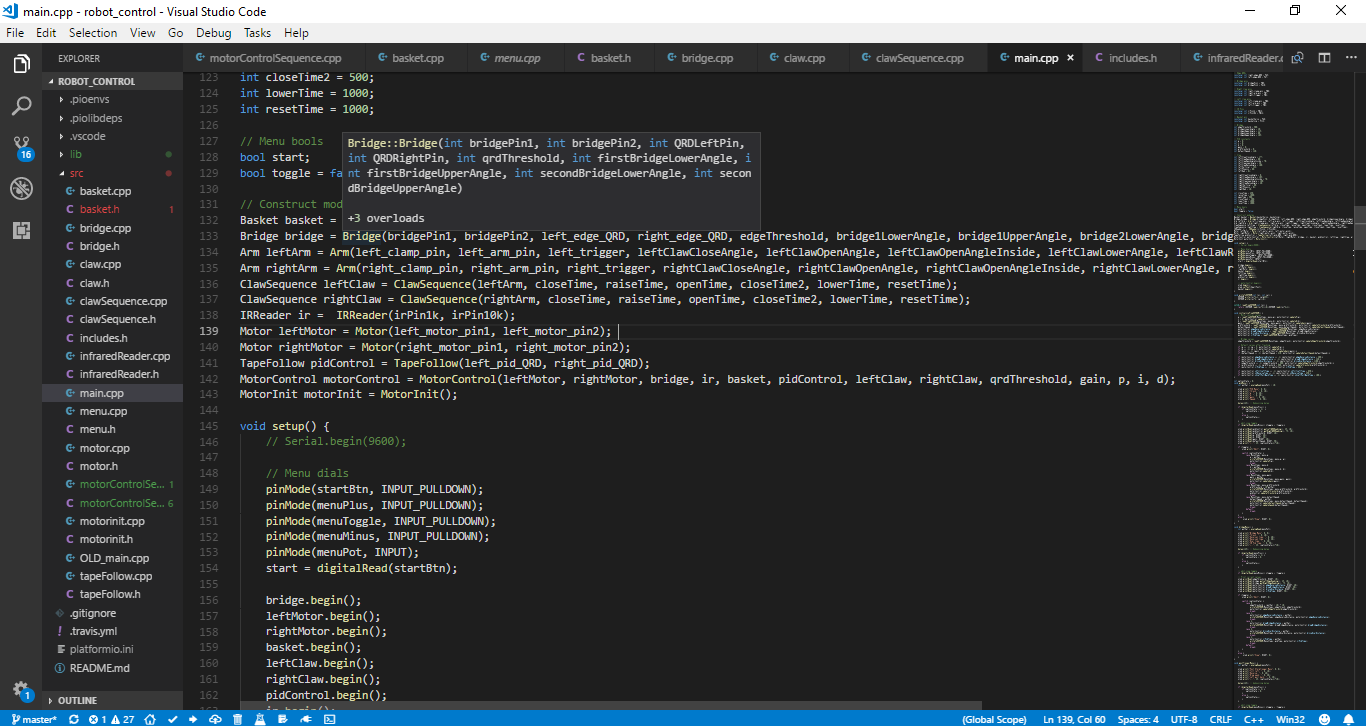 main.cpp - robot_control - Visual Studio Code
File Edit Selection View Go Debug Tasks Help
EXPLORER
motorControlSequence.cpp basket.cpp menu.cpp basket.h bridge.cpp claw.cpp clawSequence.cpp main.cpp × includes.h infraredReader.c
ROBOT_CONTROL
.pioenvs
.piolibdeps
.vscode
lib
src
basket.cpp
basket.h 1
bridge.cpp
bridge.h
claw.cpp
claw.h
clawSequence.cpp
clawSequence.h
includes.h
infraredReader.cpp
infraredReader.h
main.cpp
menu.cpp
menu.h
motor.cpp
motor.h
motorControlSe... 1
motorControlSe... 6
motorinit.cpp
motorinit.h
OLD_main.cpp
tapeFollow.cpp
tapeFollow.h
.gitignore
.travis.yml
platformio.ini
README.md
OUTLINE
16
1
123 int closeTime2 = 500;
124 int lowerTime = 1000;
125 int resetTime = 1000;
126
127 // Menu bools
128 bool start;
129 bool toggle = fa
130
131 // Construct mod
132 Basket basket =
Bridge::Bridge(int bridgePin1, int bridgePin2, int QRDLeftPin,
int QRDRightPin, int qrdThreshold, int firstBridgeLowerAngle, i
nt firstBridgeUpperAngle, int secondBridgeLowerAngle, int secon
dBridgeUpperAngle)
+3 overloads
133 Bridge bridge = Bridge(bridgePin1, bridgePin2, left_edge_QRD, right_edge_QRD, edgeThreshold, bridge1LowerAngle, bridge1UpperAngle, bridge2LowerAngle, bridg
134 Arm leftArm = Arm(left_clamp_pin, left_arm_pin, left_trigger, leftClawCloseAngle, leftClawOpenAngle, leftClawOpenAngleInside, leftClawLowerAngle, leftClawR
135 Arm rightArm = Arm(right_clamp_pin, right_arm_pin, right_trigger, rightClawCloseAngle, rightClawOpenAngle, rightClawOpenAngleInside, rightClawLowerAngle, r
136 ClawSequence leftClaw = ClawSequence(leftArm, closeTime, raiseTime, openTime, closeTime2, lowerTime, resetTime);
137 ClawSequence rightClaw = ClawSequence(rightArm, closeTime, raiseTime, openTime, closeTime2, lowerTime, resetTime);
138 IRReader ir =  IRReader(irPin1k, irPin10k);
139 Motor leftMotor = Motor(left_motor_pin1, left_motor_pin2);
140 Motor rightMotor = Motor(right_motor_pin1, right_motor_pin2);
141 TapeFollow pidControl = TapeFollow(left_pid_QRD, right_pid_QRD);
142 MotorControl motorControl = MotorControl(leftMotor, rightMotor, bridge, ir, basket, pidControl, leftClaw, rightClaw, qrdThreshold, gain, p, i, d);
143 MotorInit motorInit = MotorInit();
144
145 void setup() {
146 // Serial.begin(9600);
147
148 // Menu dials
149 pinMode(startBtn, INPUT_PULLDOWN);
150 pinMode(menuPlus, INPUT_PULLDOWN);
151 pinMode(menuToggle, INPUT_PULLDOWN);
152 pinMode(menuMinus, INPUT_PULLDOWN);
153 pinMode(menuPot, INPUT);
154 start = digitalRead(startBtn);
155
156 bridge.begin();
157 leftMotor.begin();
158 rightMotor.begin();
159 basket.begin();
160 leftClaw.begin();
161 rightClaw.begin();
162 pidControl.begin();
master* 1 27 (Global Scope) Ln 139, Col 60 Spaces: 4 UTF-8 CRLF C++ Win32